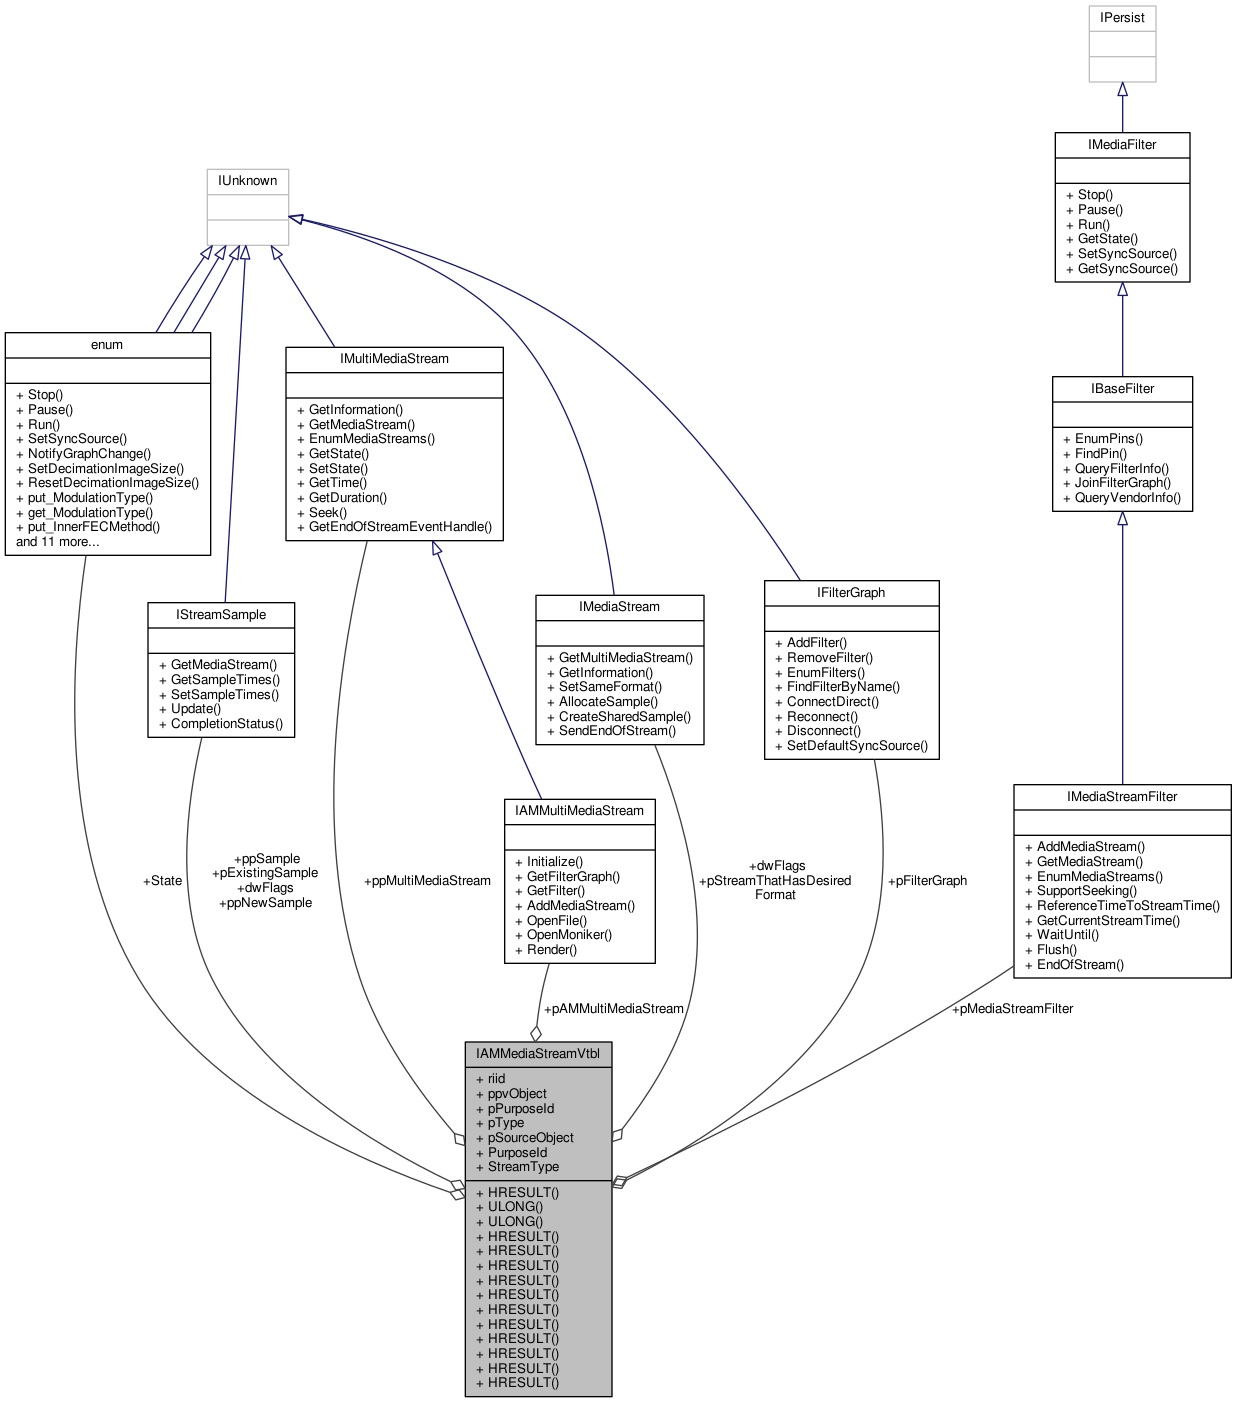 IPersist
IMediaFilter
+ Stop()
+ Pause()
+ Run()
+ GetState()
+ SetSyncSource()
+ GetSyncSource()
IUnknown
enum
+ Stop()
+ Pause()
+ Run()
+ SetSyncSource()
+ NotifyGraphChange()
+ SetDecimationImageSize()
+ ResetDecimationImageSize()
+ put_ModulationType()
+ get_ModulationType()
+ put_InnerFECMethod()
and 11 more...
IMultiMediaStream
+ GetInformation()
+ GetMediaStream()
+ EnumMediaStreams()
+ GetState()
+ SetState()
+ GetTime()
+ GetDuration()
+ Seek()
+ GetEndOfStreamEventHandle()
IBaseFilter
+ EnumPins()
+ FindPin()
+ QueryFilterInfo()
+ JoinFilterGraph()
+ QueryVendorInfo()
IStreamSample
+ GetMediaStream()
+ GetSampleTimes()
+ SetSampleTimes()
+ Update()
+ CompletionStatus()
IMediaStream
+ GetMultiMediaStream()
+ GetInformation()
+ SetSameFormat()
+ AllocateSample()
+ CreateSharedSample()
+ SendEndOfStream()
IFilterGraph
+ AddFilter()
+ RemoveFilter()
+ EnumFilters()
+ FindFilterByName()
+ ConnectDirect()
+ Reconnect()
+ Disconnect()
+ SetDefaultSyncSource()
IAMMultiMediaStream
+ Initialize()
+ GetFilterGraph()
+ GetFilter()
+ AddMediaStream()
+ OpenFile()
+ OpenMoniker()
+ Render()
IMediaStreamFilter
+ AddMediaStream()
+ GetMediaStream()
+ EnumMediaStreams()
+ SupportSeeking()
+ ReferenceTimeToStreamTime()
+ GetCurrentStreamTime()
+ WaitUntil()
+ Flush()
+ EndOfStream()
+State
+ppSample
+pExistingSample
+dwFlags
+ppNewSample
+ppMultiMediaStream
+dwFlags
+pStreamThatHasDesired
Format
+pFilterGraph
+pAMMultiMediaStream
+pMediaStreamFilter
IAMMediaStreamVtbl
+ riid
+ ppvObject
+ pPurposeId
+ pType
+ pSourceObject
+ PurposeId
+ StreamType
+ HRESULT()
+ ULONG()
+ ULONG()
+ HRESULT()
+ HRESULT()
+ HRESULT()
+ HRESULT()
+ HRESULT()
+ HRESULT()
+ HRESULT()
+ HRESULT()
+ HRESULT()
+ HRESULT()
+ HRESULT()